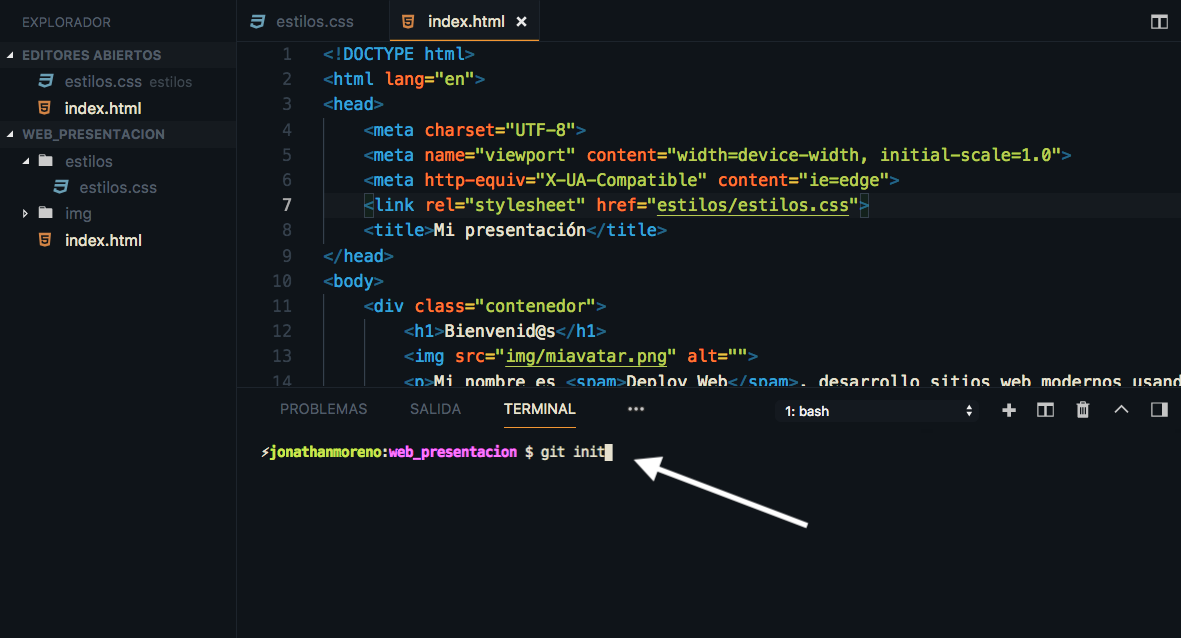 EXPLORADOR
EDITORES ABIERTOS
estilos.css estilos
index.html
WEB_PRESENTACION
estilos
estilos.css
img
index.html
estilos.css index.html
1 <!DOCTYPE html>
2 <html lang="en">
3 <head>
4 <meta charset="UTF-8">
5 <meta name="viewport" content="width=device-width, initial-scale=1.0">
6 <meta http-equiv="X-UA-Compatible" content="ie=edge">
7 <link rel="stylesheet" href="estilos/estilos.css">
8 <title>Mi presentación</title>
9 </head>
10 <body>
11 <div class="contenedor">
12 <h1>Bienvenid@s</h1>
13 <img src="img/miavatar.png" alt="">
14 <p>Mi nombre es <spam>Deploy Web</spam>, desarrollo sitios web modernos usand
PROBLEMAS SALIDA TERMINAL ••• 1: bash
⚡jonathanmoreno:web_presentacion $ git init